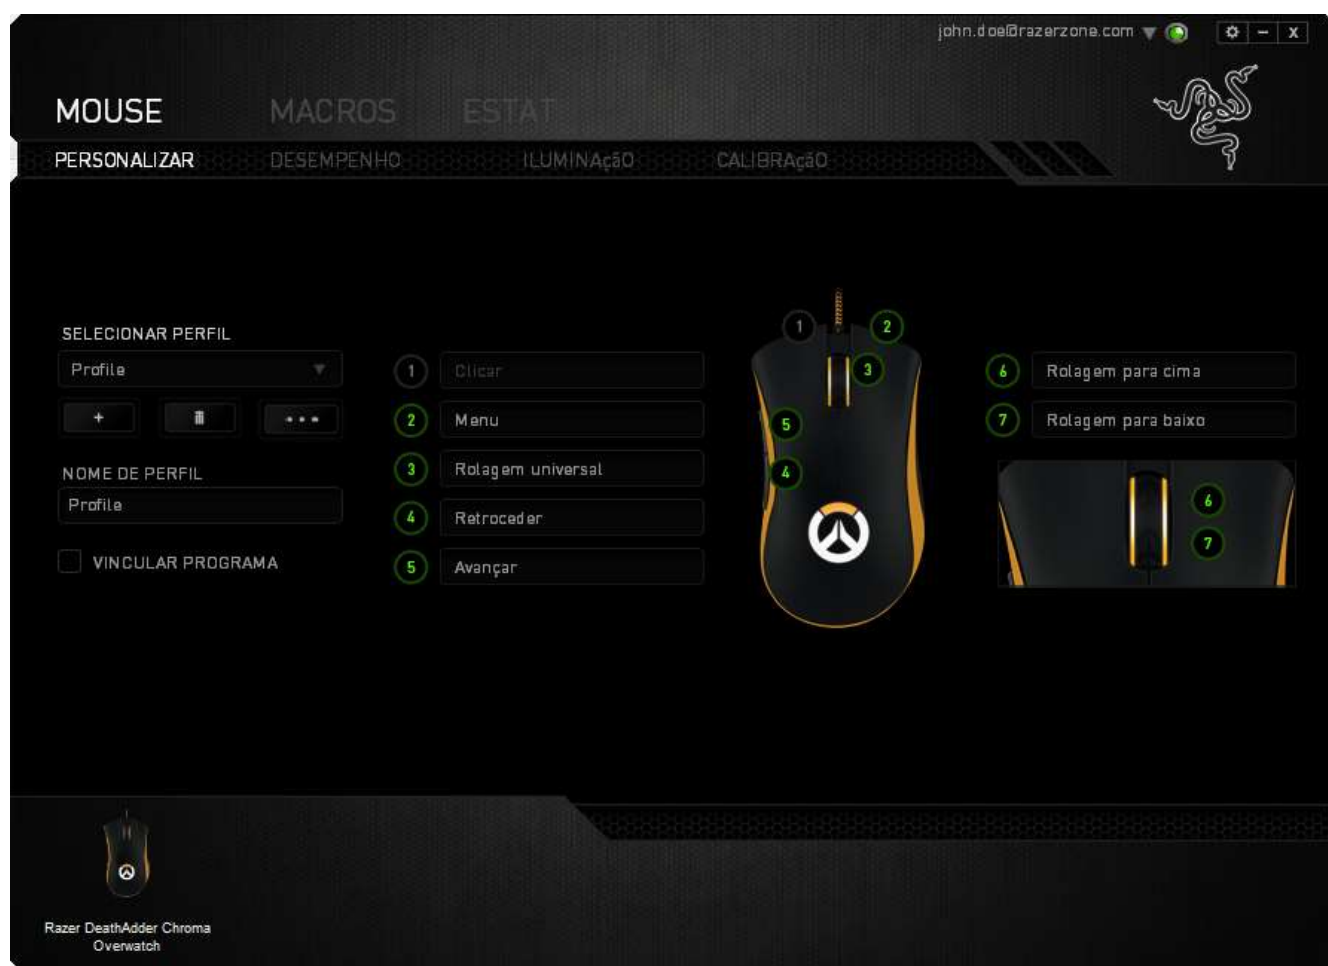 john.doe@razerzone.com
MOUSE MACROS ESTAT
PERSONALIZAR DESEMPENHO ILUMINAçãO CALIBRAçãO
SELECIONAR PERFIL
Profile
+
NOME DE PERFIL
Profile
VINCULAR PROGRAMA
1 Clicar
2 Menu
3 Rolagem universal
4 Retroceder
5 Avançar
1 2
3
5
4
6 Rolagem para cima
7 Rolagem para baixo
6
7
Razer DeathAdder Chroma
Overwatch